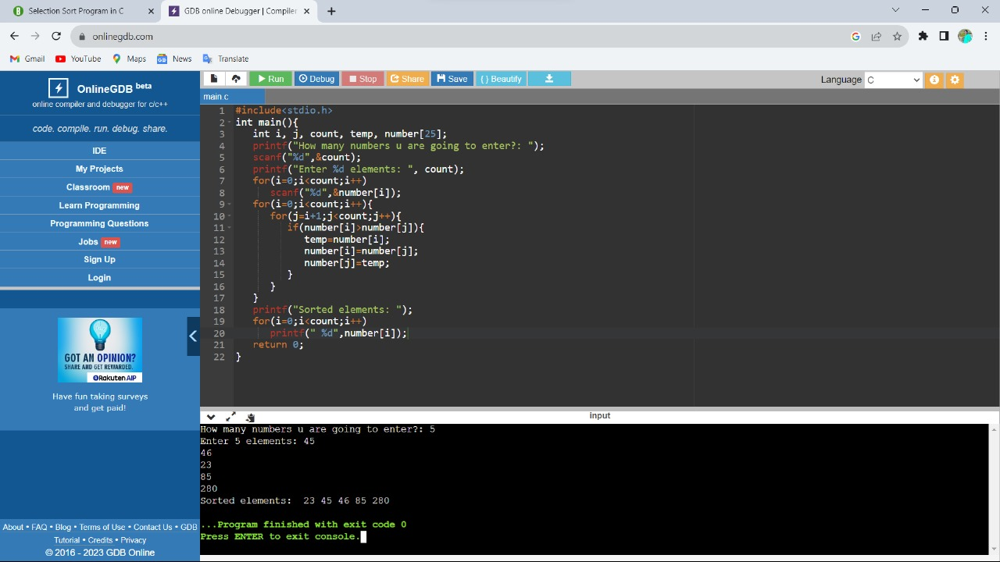 Selection Sort Program in C
GDB online Debugger | Compiler
onlinegdb.com
Gmail YouTube Maps News Translate
OnlineGDB beta
online compiler and debugger for c/c++
code. compile. run. debug. share.
IDE
My Projects
Classroom new
Learn Programming
Programming Questions
Jobs new
Sign Up
Login
GOT AN OPINION?
SHARE AND GET REWARDED.
Rakuten AIP
Have fun taking surveys
and get paid!
About • FAQ • Blog • Terms of Use • Contact Us • GDB
Tutorial • Credits • Privacy
© 2016 - 2023 GDB Online
Run Debug Stop Share Save { } Beautify Language C
main.c
1 #include<stdio.h>
2 int main(){
3 int i, j, count, temp, number[25];
4 printf("How many numbers u are going to enter?: ");
5 scanf("%d",&count);
6 printf("Enter %d elements: ", count);
7 for(i=0;i<count;i++)
8 scanf("%d",&number[i]);
9 for(i=0;i<count;i++){
10 for(j=i+1;j<count;j++){
11 if(number[i]>number[j]){
12 temp=number[i];
13 number[i]=number[j];
14 number[j]=temp;
15 }
16 }
17 }
18 printf("Sorted elements: ");
19 for(i=0;i<count;i++)
20 printf(" %d",number[i]);
21 return 0;
22 }
input
How many numbers u are going to enter?: 5
Enter 5 elements: 45
46
23
85
280
Sorted elements:  23 45 46 85 280
...Program finished with exit code 0
Press ENTER to exit console.